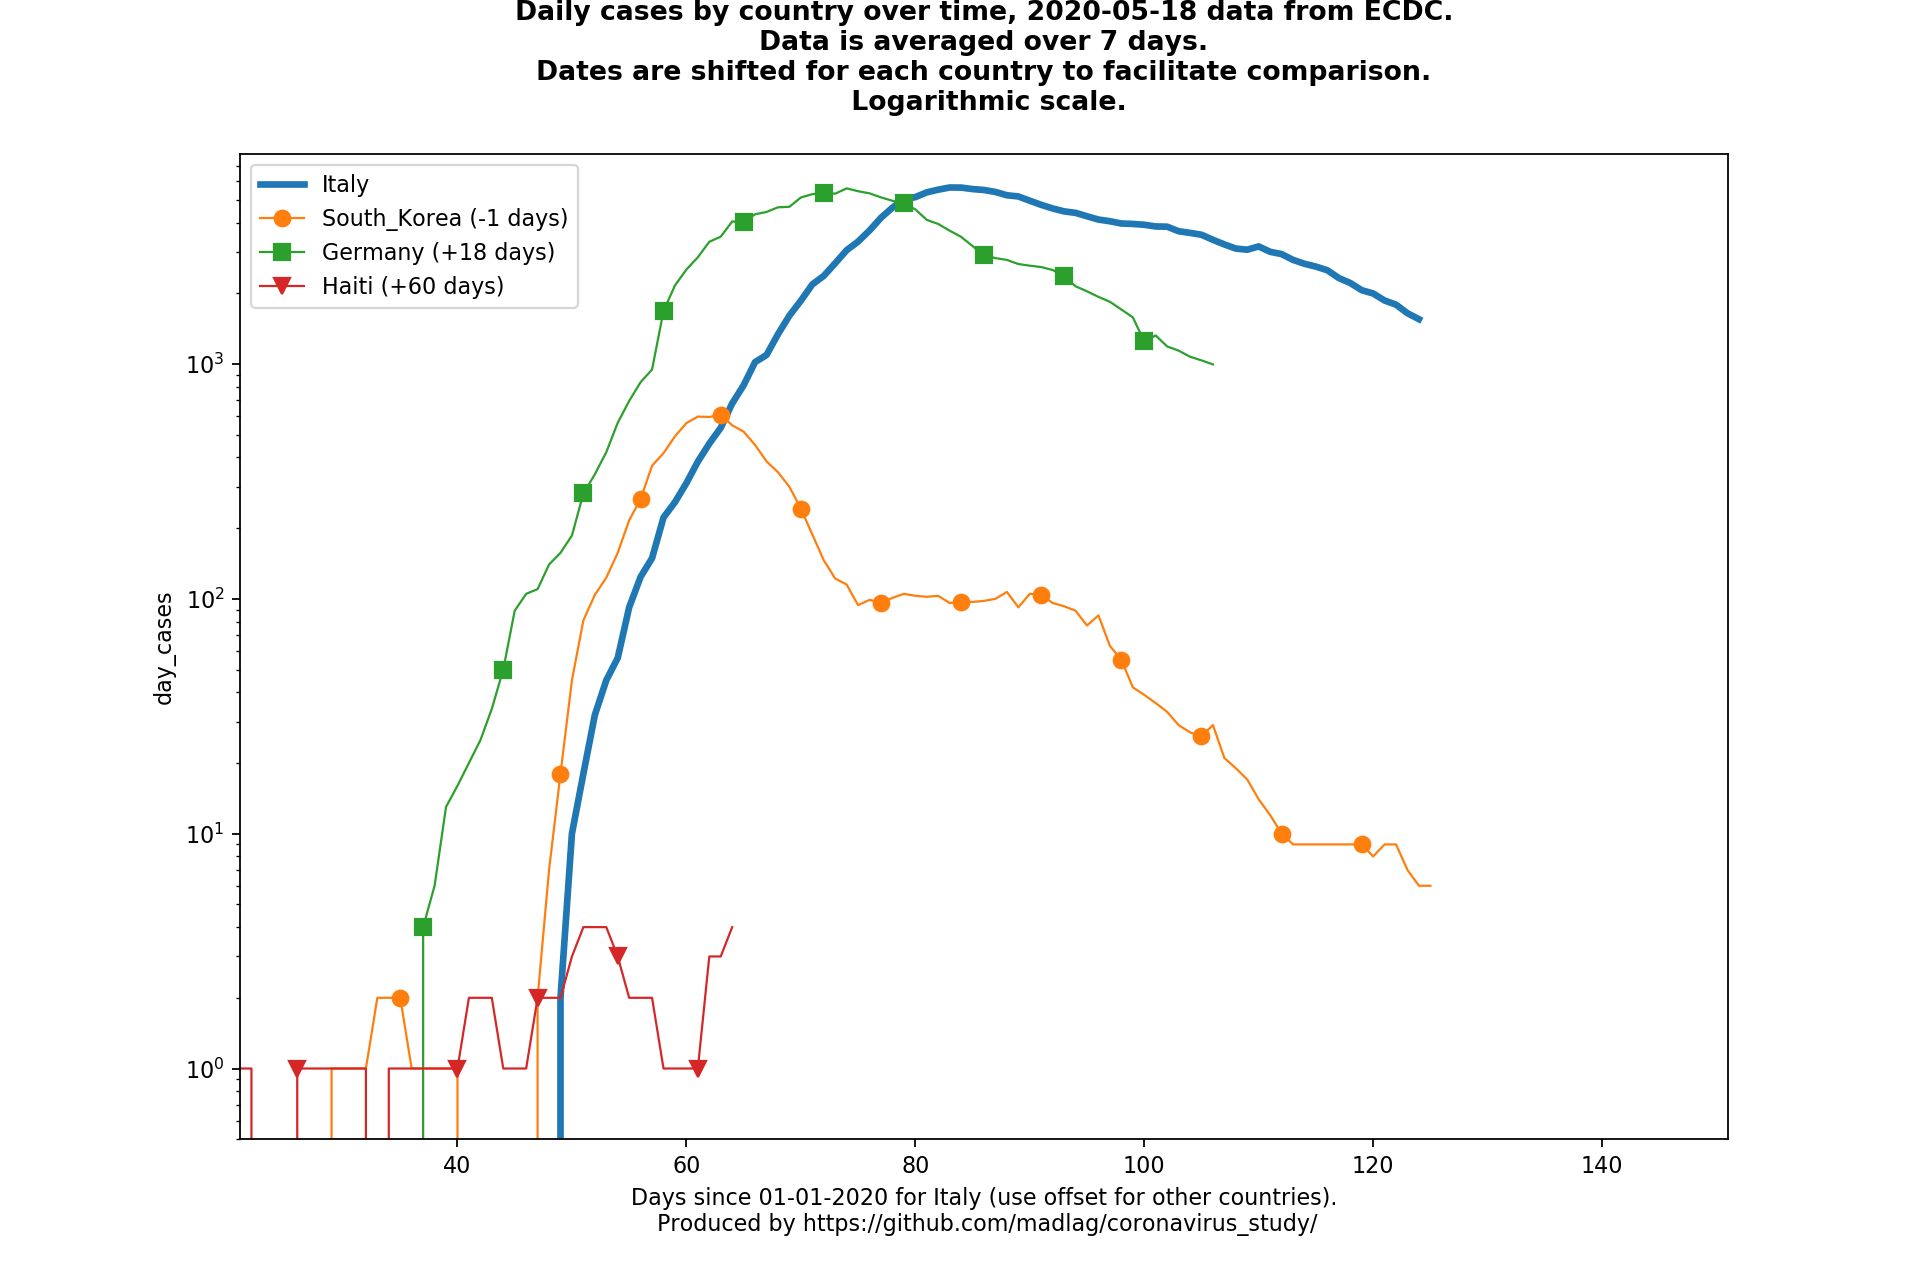 Daily cases by country over time, 2020-05-18 data from ECDC.
Data is averaged over 7 days.
Dates are shifted for each country to facilitate comparison.
Logarithmic scale.
Italy
South_Korea (-1 days)
Germany (+18 days)
Haiti (+60 days)
10³
10²
10¹
10⁰
day_cases
40 60 80 100 120 140
Days since 01-01-2020 for Italy (use offset for other countries).
Produced by https://github.com/madlag/coronavirus_study/